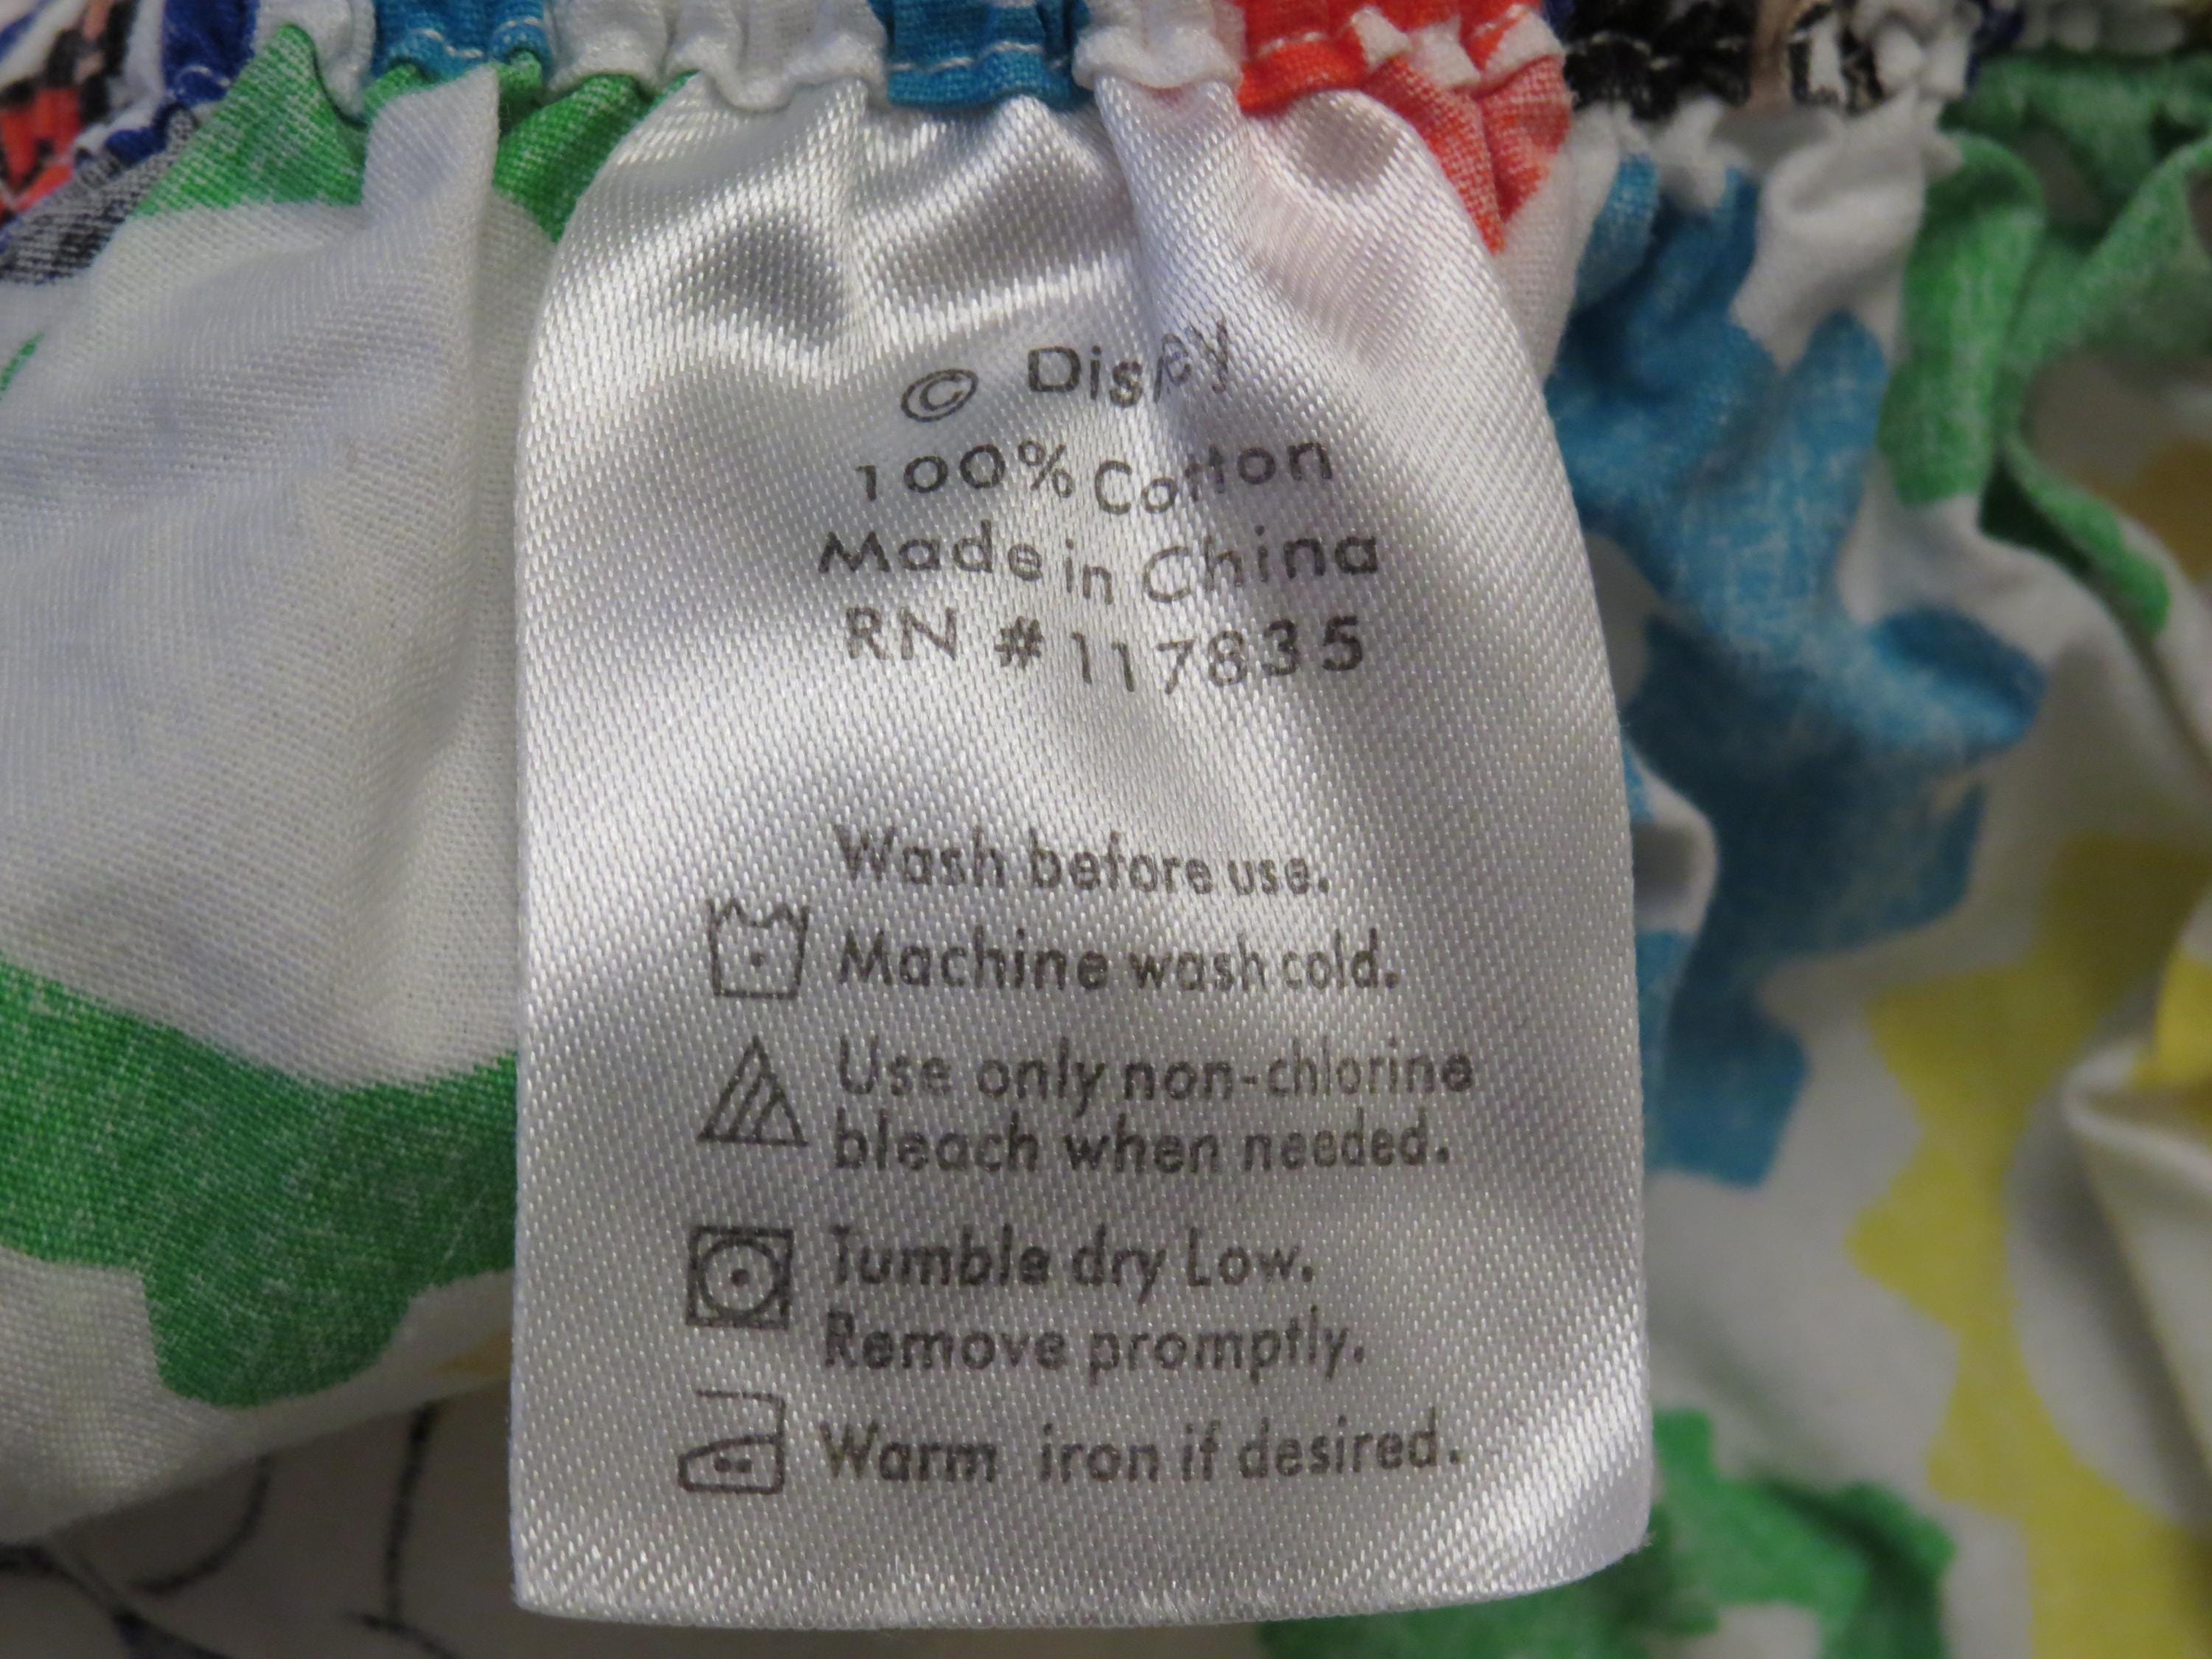 © Disney
100% Cotton
Made in China
RN # 117835
Wash before use.
Machine wash cold.
Use only non-chlorine
bleach when needed.
Tumble dry Low.
Remove promptly.
Warm iron if desired.